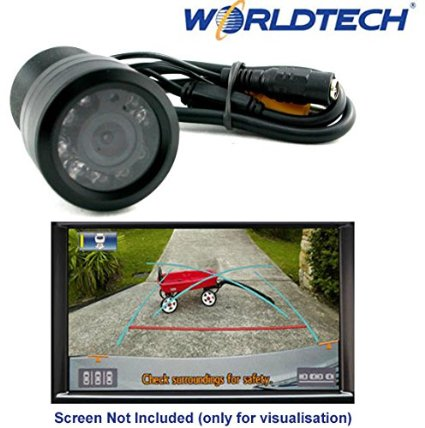 WORLDTECH®
Check surroundings for safety.
Screen Not Included (only for visualisation)